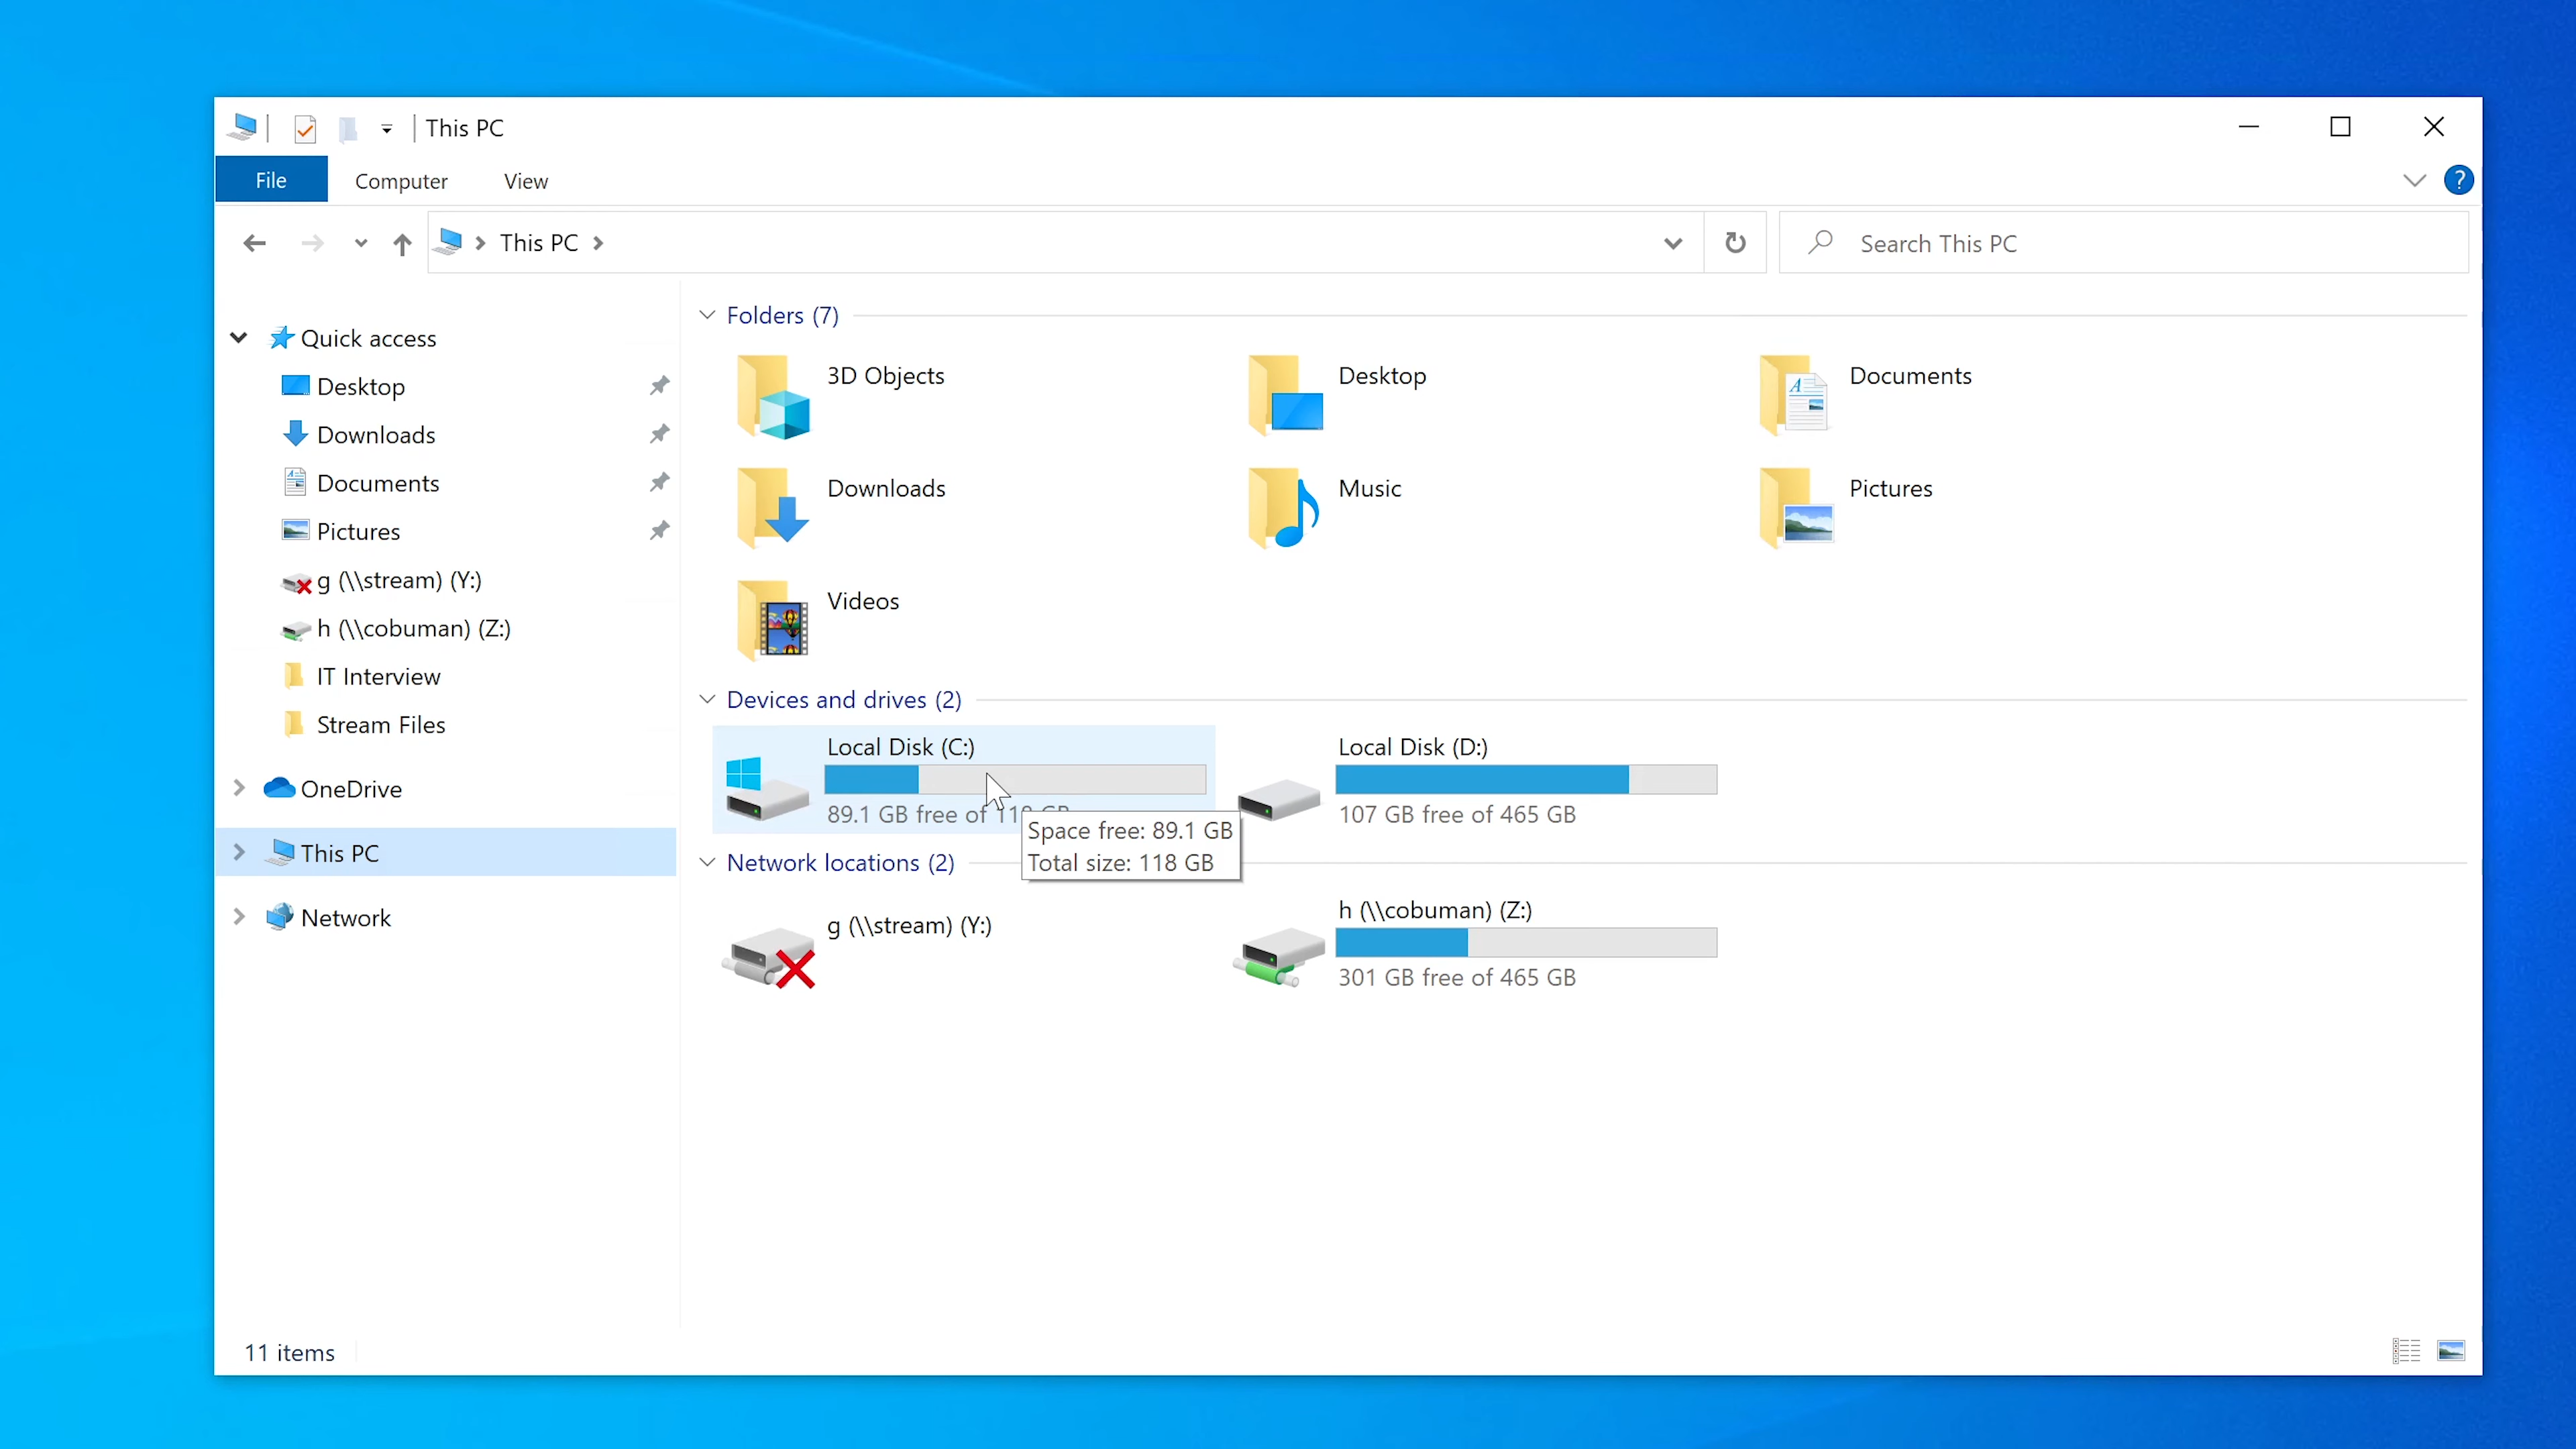 This PC
File Computer View
This PC
Search This PC
Quick access
Desktop
Downloads
Documents
Pictures
g (\\stream) (Y:)
h (\\cobuman) (Z:)
IT Interview
Stream Files
OneDrive
This PC
Network
Folders (7)
3D Objects
Desktop
Documents
Downloads
Music
Pictures
Videos
Devices and drives (2)
Local Disk (C:)
89.1 GB free of 118 GB
Space free: 89.1 GB
Total size: 118 GB
Local Disk (D:)
107 GB free of 465 GB
Network locations (2)
g (\\stream) (Y:)
h (\\cobuman) (Z:)
301 GB free of 465 GB
11 items